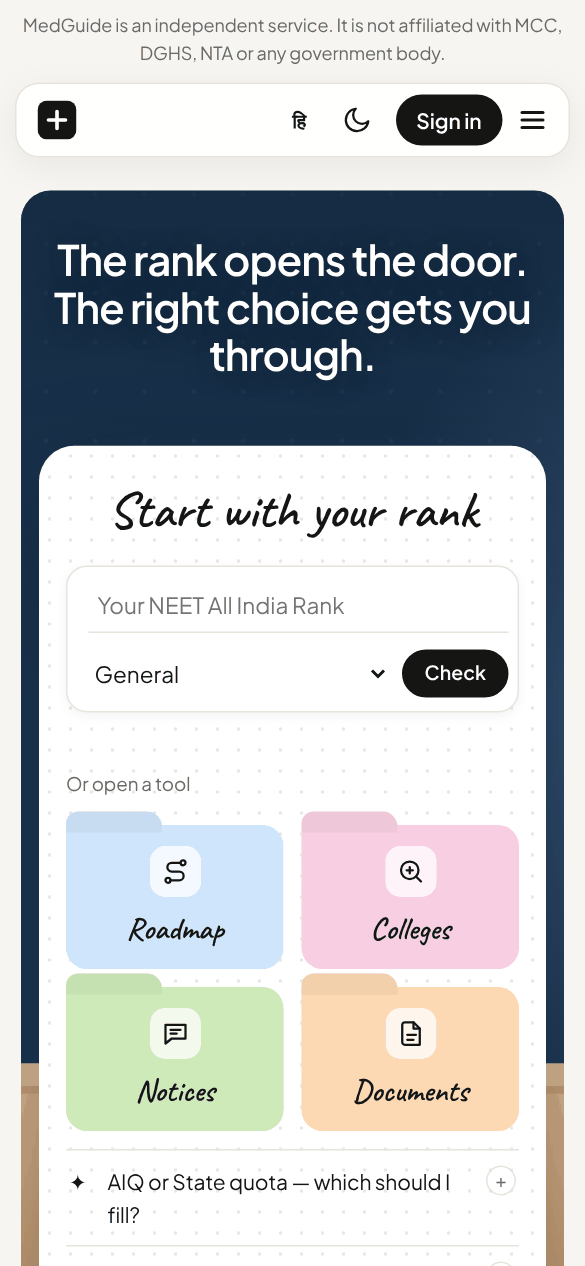 MedGuide is an independent service. It is not affiliated with MCC,
DGHS, NTA or any government body.
हि
Sign in
The rank opens the door.
The right choice gets you
through.
Start with your rank
Your NEET All India Rank
General
Check
Or open a tool
Roadmap
Colleges
Notices
Documents
AIQ or State quota — which should I
fill?